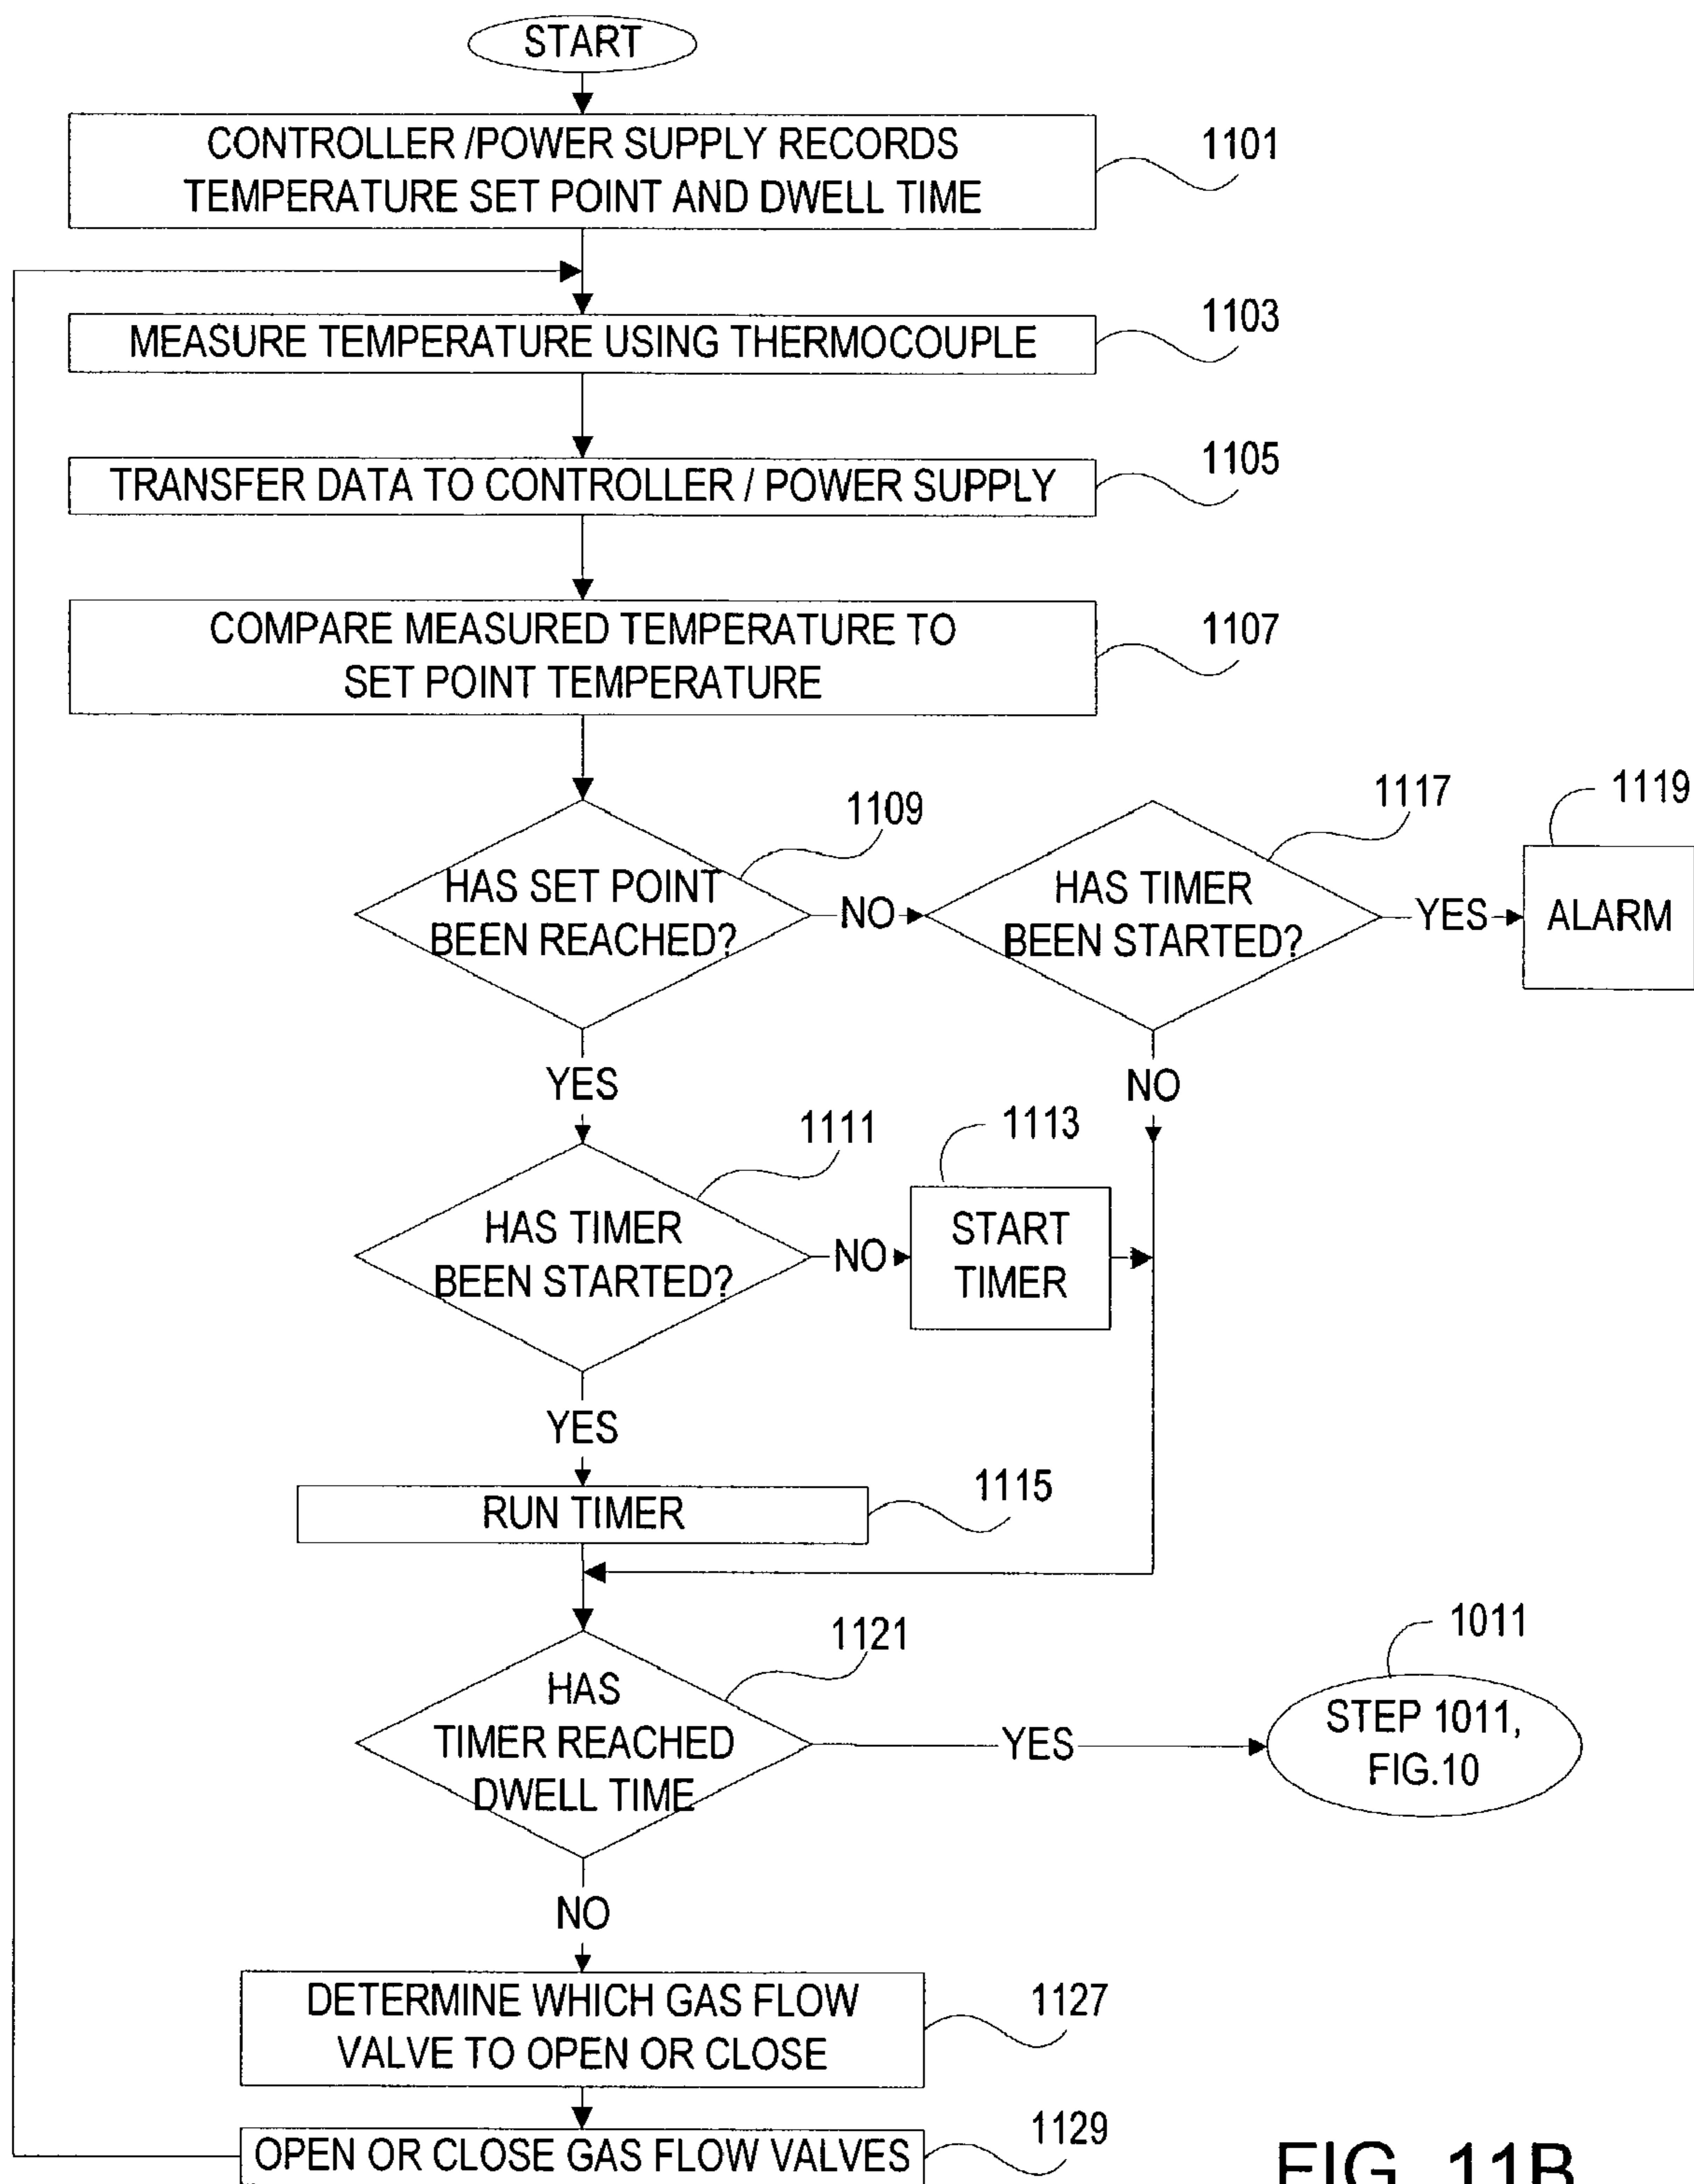 START
CONTROLLER /POWER SUPPLY RECORDS
TEMPERATURE SET POINT AND DWELL TIME
1101
MEASURE TEMPERATURE USING THERMOCOUPLE
1103
TRANSFER DATA TO CONTROLLER / POWER SUPPLY
1105
COMPARE MEASURED TEMPERATURE TO
SET POINT TEMPERATURE
1107
HAS SET POINT
BEEN REACHED?
1109
NO
HAS TIMER
BEEN STARTED?
1117
YES
ALARM
1119
YES
NO
HAS TIMER
BEEN STARTED?
1111
NO
START
TIMER
1113
YES
RUN TIMER
1115
HAS
TIMER REACHED
DWELL TIME
1121
YES
STEP 1011,
FIG.10
1011
NO
DETERMINE WHICH GAS FLOW
VALVE TO OPEN OR CLOSE
1127
OPEN OR CLOSE GAS FLOW VALVES
1129
FIG. 11B